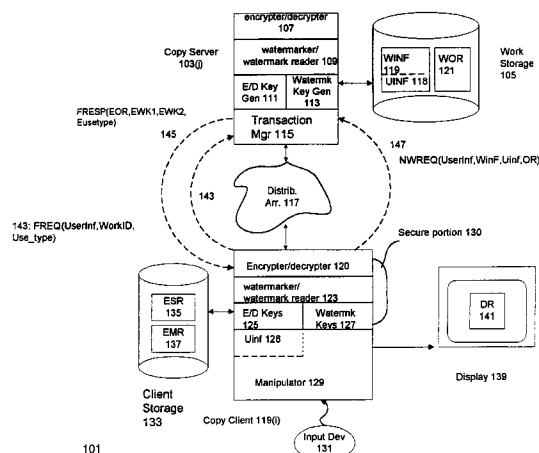 encrypter/decrypter
107
Copy Server
103(j)
watermarker/
watermark reader 109
E/D Key
Gen 111
Watermk
Key Gen
113
Transaction
Mgr 115
WINF
119
UINF 118
WOR
121
Work
Storage
105
FRESP(EOR,EWK1,EWK2,
Eusetype)
145
147
NWREQ(UserInf,WinF,Uinf,OR)
143
Distrib.
Arr. 117
143: FREQ(UserInf,WorkID,
Use_type)
Secure portion 130
Encrypter/decrypter 120
watermarker/
watermark reader 123
E/D Keys
125
Watermk
Keys 127
Uinf 128
Manipulator 129
ESR
135
EMR
137
Client
Storage
133
DR
141
Display 139
Copy Client 119(i)
Input Dev
131
101